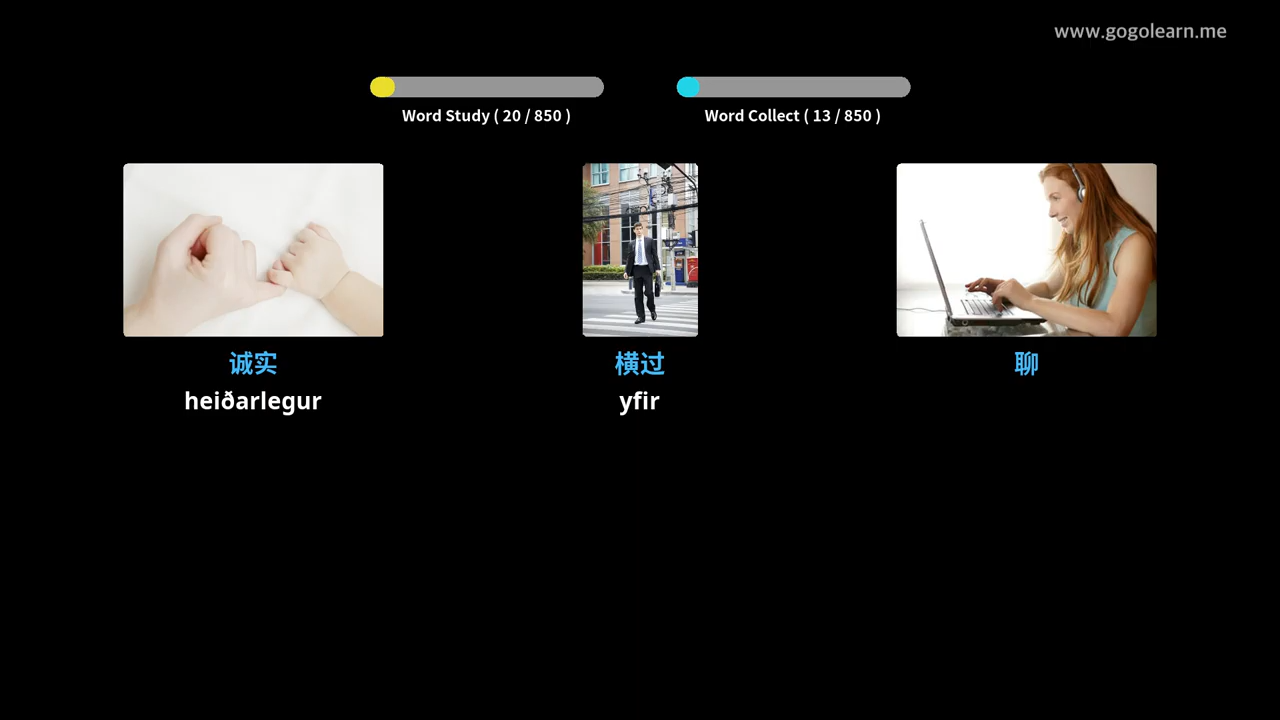 www.gogolearn.me
Word Study ( 20 / 850 )
Word Collect ( 13 / 850 )
诚实
横过
聊
heiðarlegur
yfir